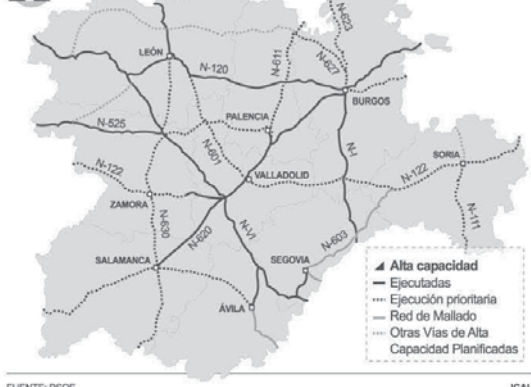 N-623
LEÓN
N-120
N-611
N-627
BURGOS
N-525
PALENCIA
N-601
N-I
SORIA
N-122
VALLADOLID
N-122
ZAMORA
N-630
N-620
N-VI
N-603
N-111
SALAMANCA
SEGOVIA
ÁVILA
Alta capacidad
Ejecutadas
Ejecución prioritaria
Red de Mallado
Otras Vías de Alta
Capacidad Planificadas
FUENTE: PSOE
ICAL